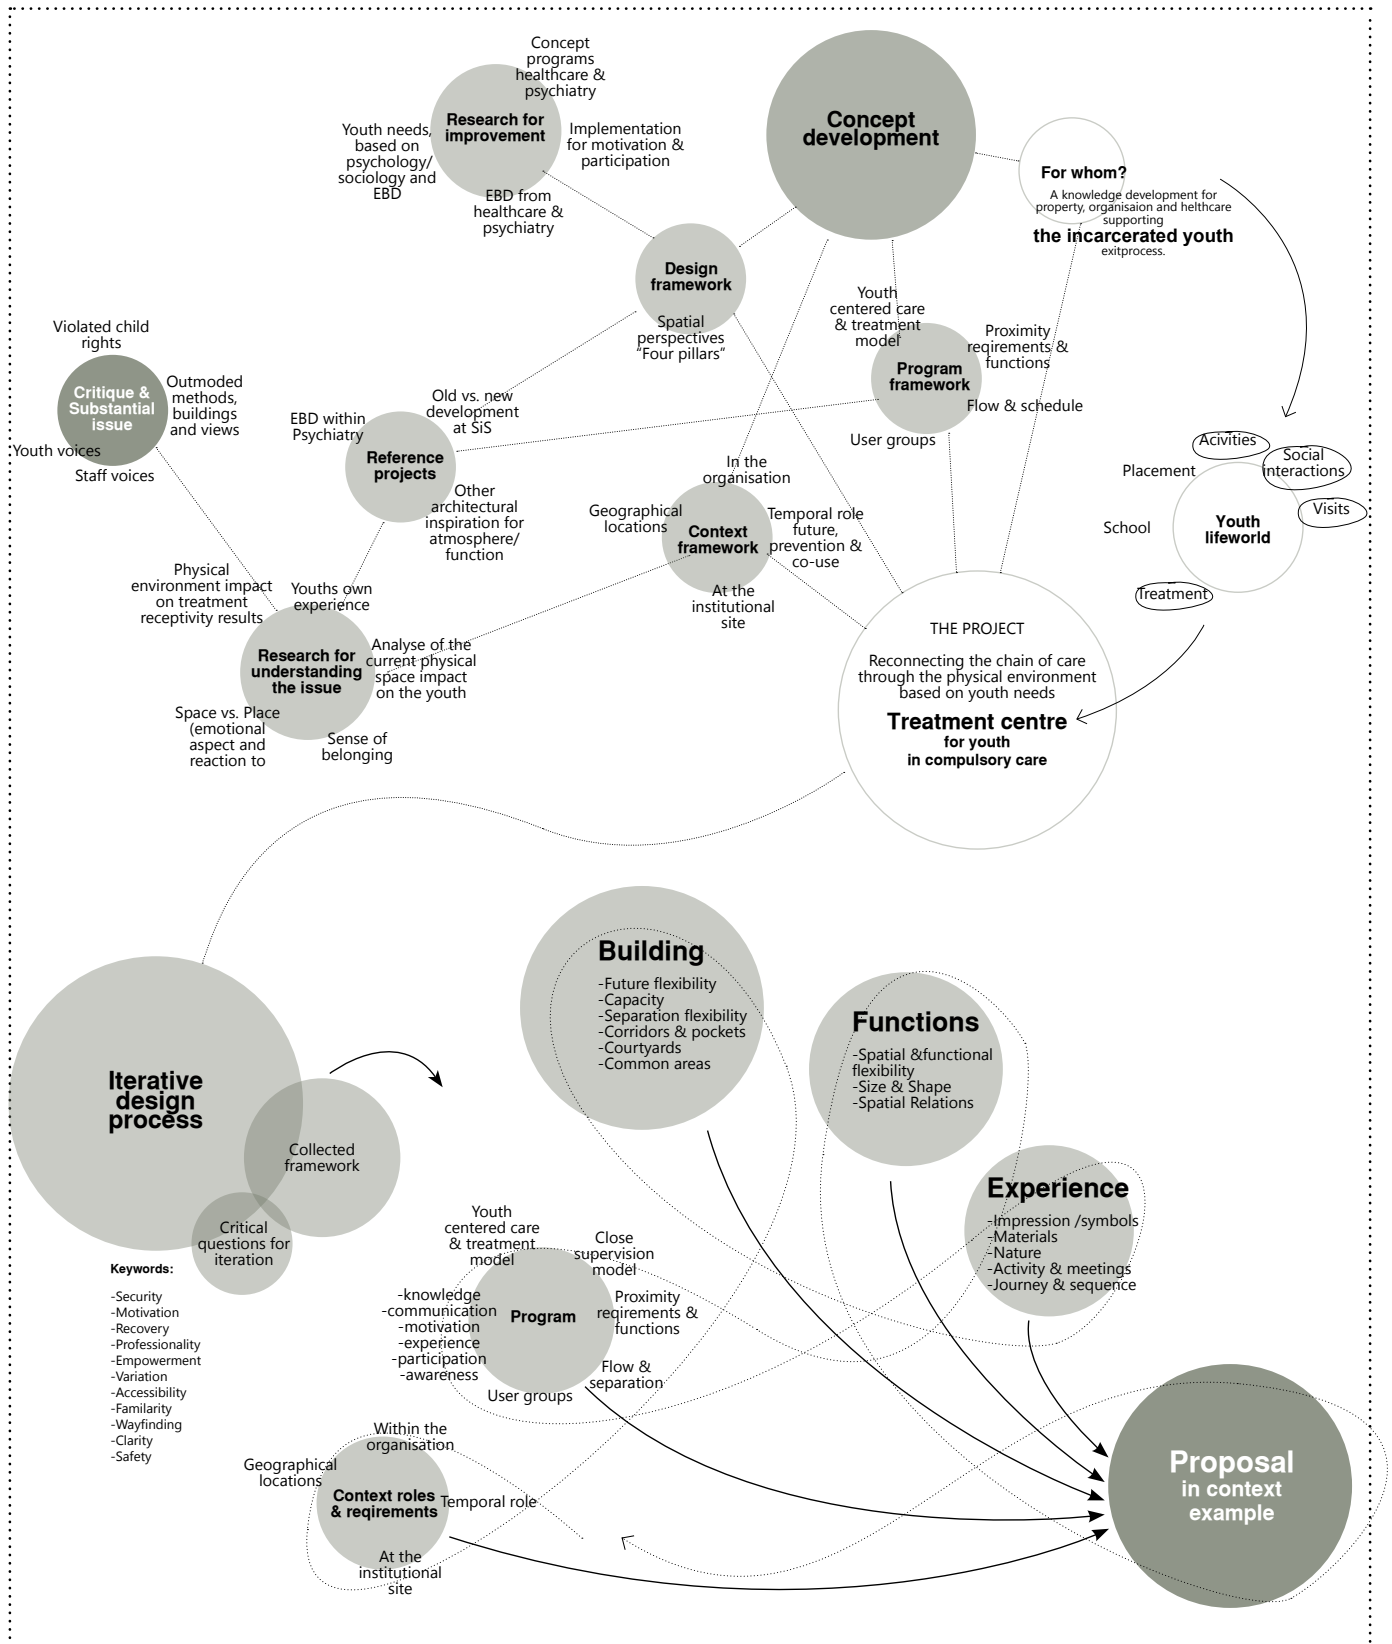 Concept
programs
healthcare &
psychiatry
Research for
improvement
Youth needs,
based on
psychology/
sociology and
EBD
Implementation
for motivation &
participation
EBD from
healthcare &
psychiatry
Concept
development
For whom?
A knowledge development for
property, organisaion and helthcare
supporting
the incarcerated youth
exitprocess.
Design
framework
Spatial
perspectives
"Four pillars"
Youth
centered care
& treatment
model
Proximity
reqirements &
functions
Program
framework
Flow & schedule
User groups
Violated child
rights
Critique &
Substantial
issue
Outmoded
methods,
buildings
and views
Youth voices
Staff voices
EBD within
Psychiatry
Old vs. new
development
at SiS
Reference
projects
Other
architectural
inspiration for
atmosphere/
function
In the
organisation
Geographical
locations
Context
framework
Temporal role
future,
prevention &
co-use
At the
institutional
site
Acivities
Social
interactions
Placement
Visits
School
Youth
lifeworld
Treatment
Physical
environment impact
on treatment
receptivity results
Youths own
experience
Research for
understanding
the issue
Analyse of the
current physical
space impact
on the youth
Space vs. Place
(emotional
aspect and
reaction to
Sense of
belonging
THE PROJECT
Reconnecting the chain of care
through the physical environment
based on youth needs
Treatment centre
for youth
in compulsory care
Iterative
design
process
Collected
framework
Critical
questions for
iteration
Keywords:
-Security
-Motivation
-Recovery
-Professionality
-Empowerment
-Variation
-Accessibility
-Familarity
-Wayfinding
-Clarity
-Safety
Building
-Future flexibility
-Capacity
-Separation flexibility
-Corridors & pockets
-Courtyards
-Common areas
Functions
-Spatial &functional
flexibility
-Size & Shape
-Spatial Relations
Experience
-Impression /symbols
-Materials
-Nature
-Activity & meetings
-Journey & sequence
Youth
centered care
& treatment
model
Close
supervision
model
-knowledge
-communication
-motivation
-experience
-participation
-awareness
Program
Proximity
reqirements &
functions
Flow &
separation
User groups
Within the
organisation
Geographical
locations
Context roles
& reqirements
Temporal role
At the
institutional
site
Proposal
in context
example